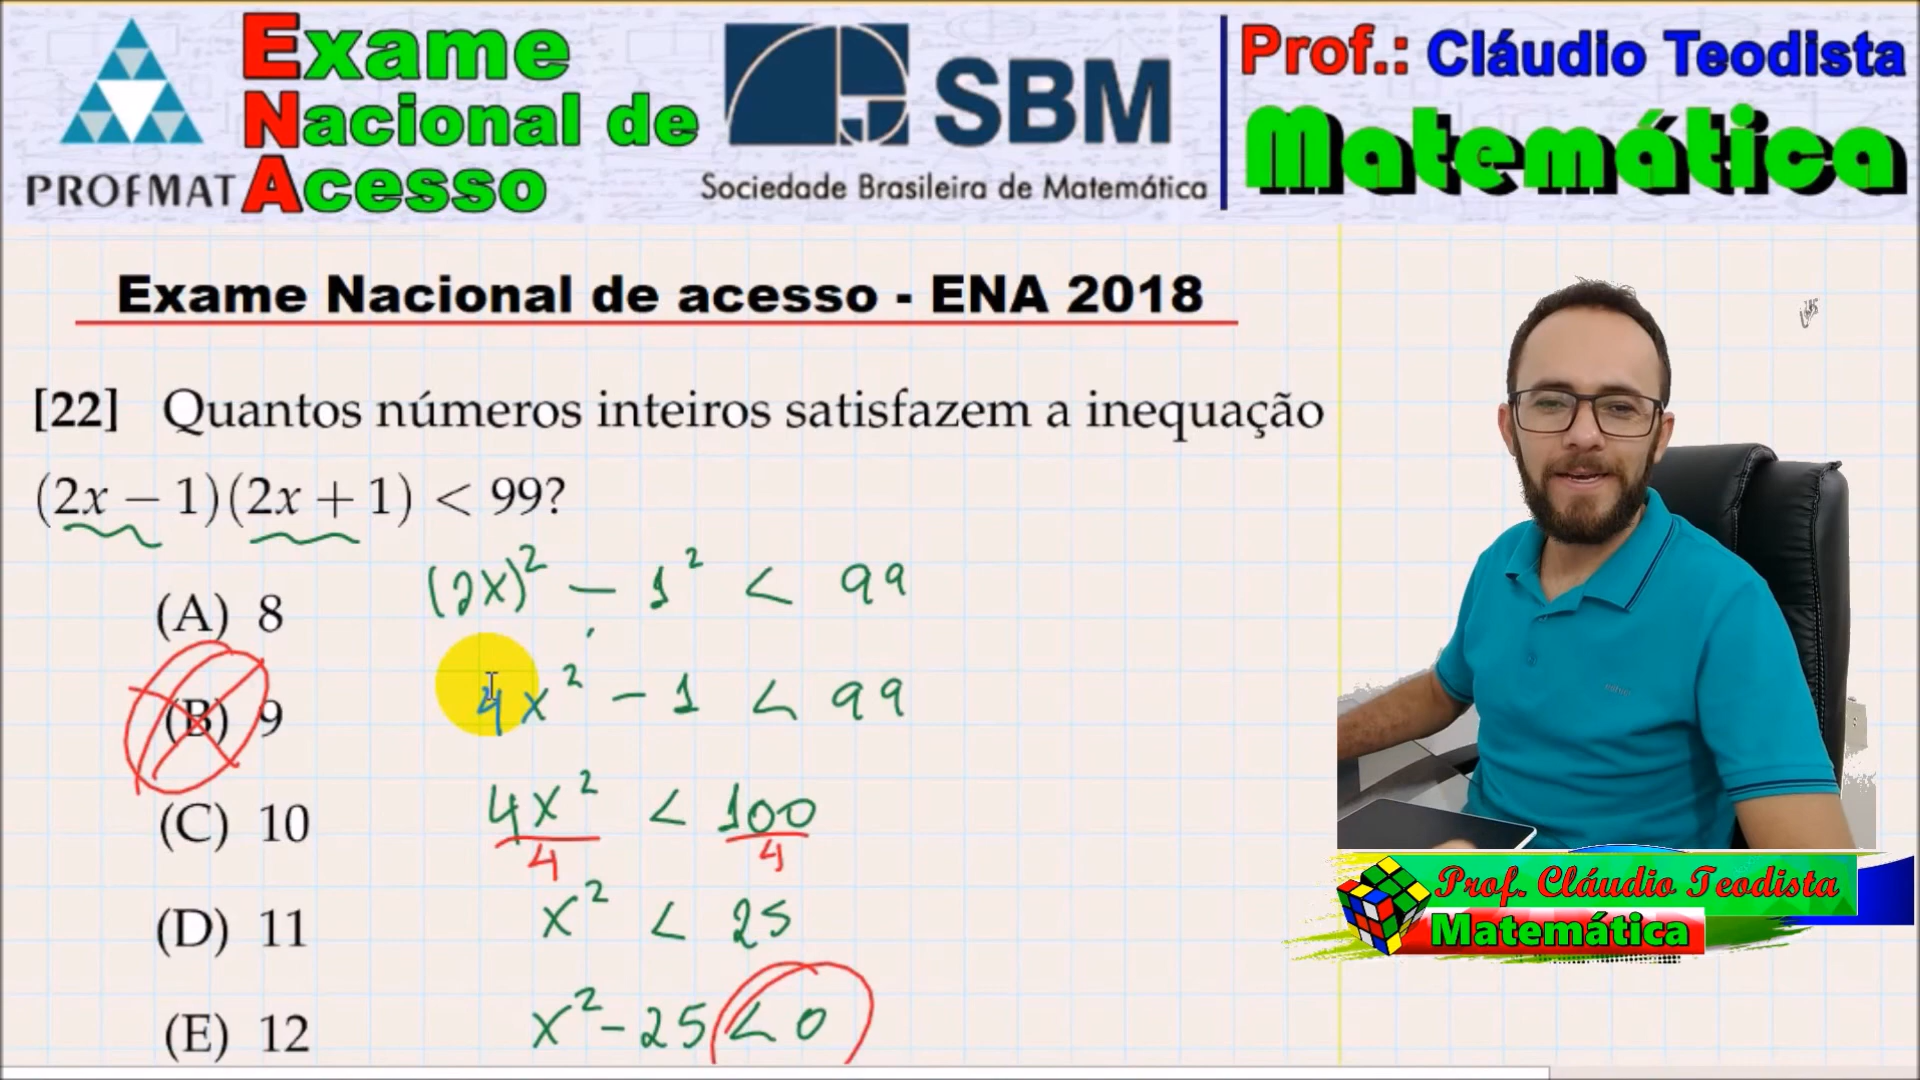 PROFMAT
Exame
Nacional de
Acesso
SBM
Sociedade Brasileira de Matemática
Prof.: Cláudio Teodista
Matemática
Exame Nacional de acesso - ENA 2018
[22] Quantos números inteiros satisfazem a inequação
(2x − 1)(2x + 1) < 99?
(2x)² − 1² < 99
(A) 8
4x² − 1 < 99
(B) 9
4x² < 100
4 4
(C) 10
x² < 25
(D) 11
x² − 25 < 0
(E) 12
Prof. Cláudio Teodista
Matemática